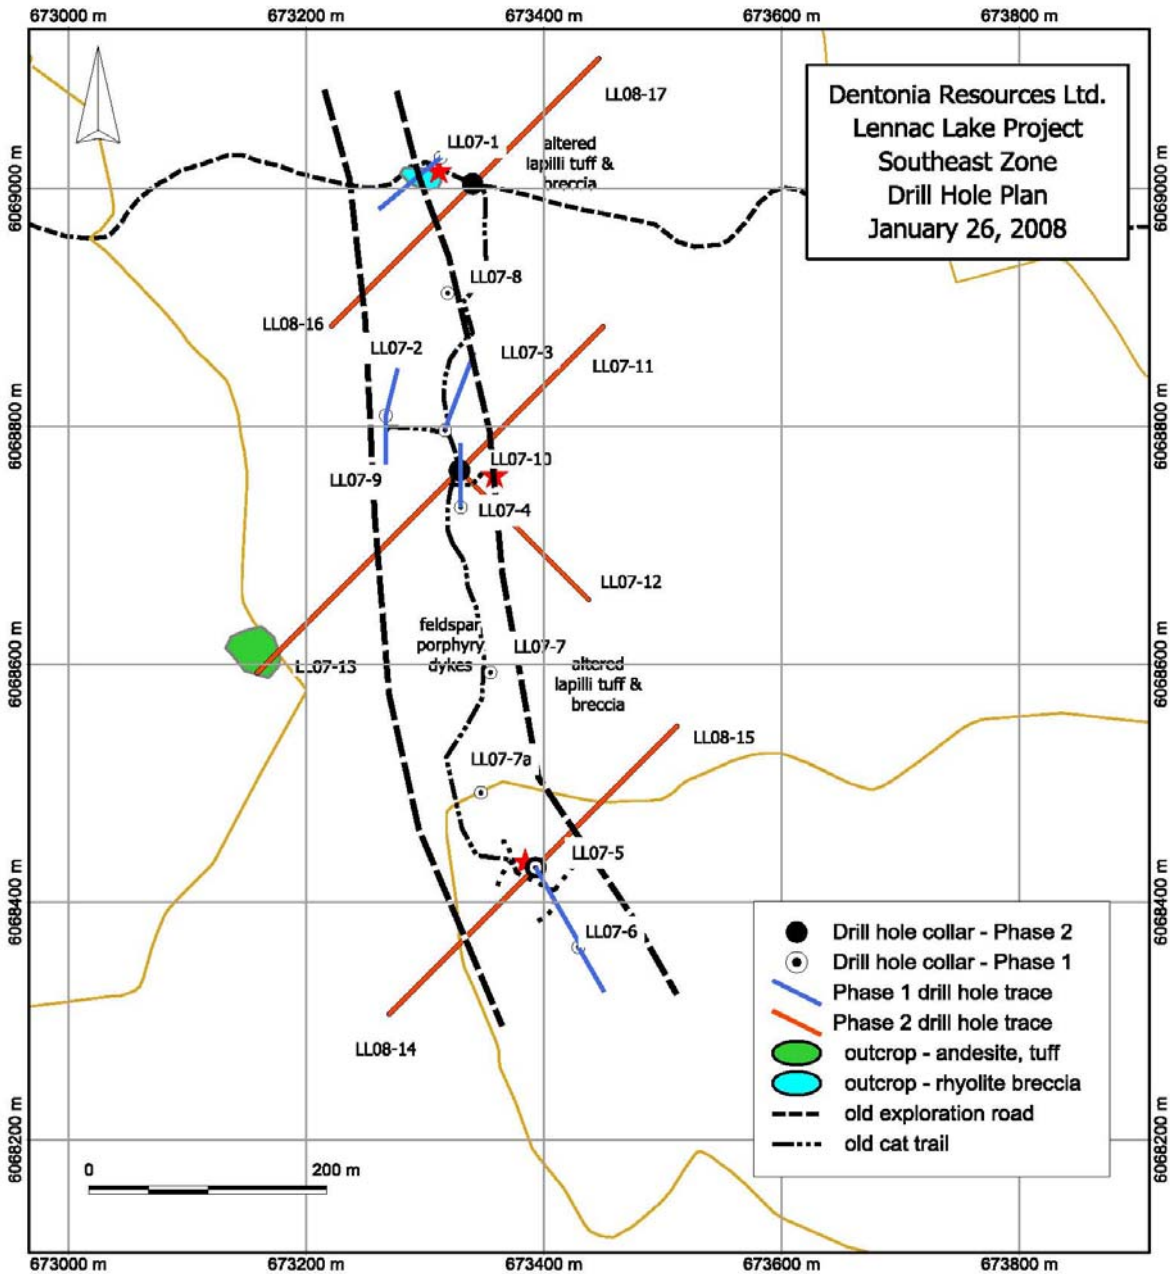 673000 m
673200 m
673400 m
673600 m
673800 m
Dentonia Resources Ltd.
Lennac Lake Project
Southeast Zone
Drill Hole Plan
January 26, 2008
LL08-17
LL07-1
altered
lapilli tuff &
breccia
6069000 m
6069000 m
LL07-8
LL08-16
LL07-2
LL07-3
LL07-11
6068800 m
6068800 m
LL07-10
LL07-9
LL07-4
LL07-12
feldspar
porphyry
dykes
LL07-7
LL07-13
altered
lapilli tuff &
breccia
6068600 m
6068600 m
LL08-15
LL07-7a
LL07-5
6068400 m
6068400 m
LL07-6
LL08-14
Drill hole collar - Phase 2
Drill hole collar - Phase 1
Phase 1 drill hole trace
Phase 2 drill hole trace
outcrop - andesite, tuff
outcrop - rhyolite breccia
old exploration road
old cat trail
6068200 m
6068200 m
0
200 m
673000 m
673200 m
673400 m
673600 m
673800 m